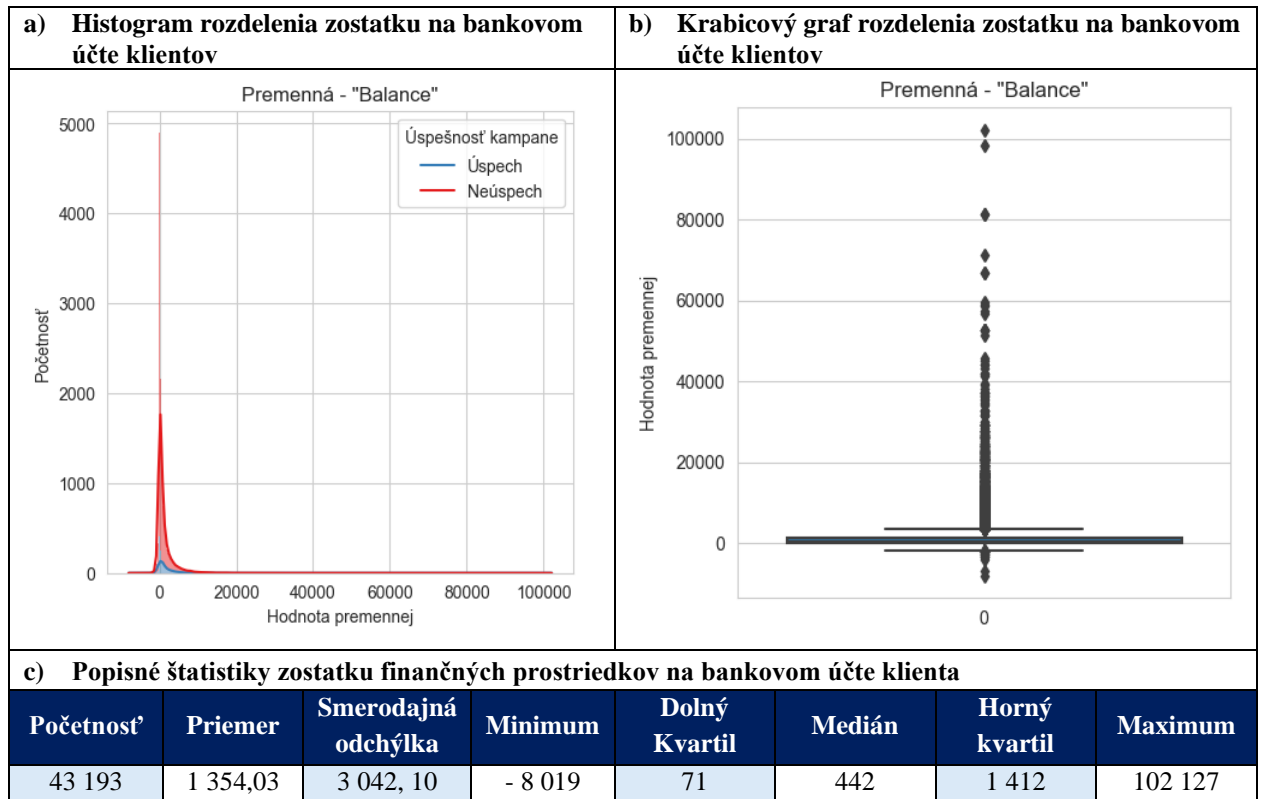 a) Histogram rozdelenia zostatku na bankovom
účte klientov
b) Krabicový graf rozdelenia zostatku na bankovom
účte klientov
Premenná - "Balance"
5000
4000
3000
2000
1000
0
Početnosť
Úspešnosť kampane
Úspech
Neúspech
0 20000 40000 60000 80000 100000
Hodnota premennej
Premenná - "Balance"
100000
80000
60000
40000
20000
0
Hodnota premennej
0
c) Popisné štatistiky zostatku finančných prostriedkov na bankovom účte klienta
Početnosť Priemer Smerodajná odchýlka Minimum Dolný Kvartil Medián Horný kvartil Maximum
43 193 1 354,03 3 042, 10 - 8 019 71 442 1 412 102 127